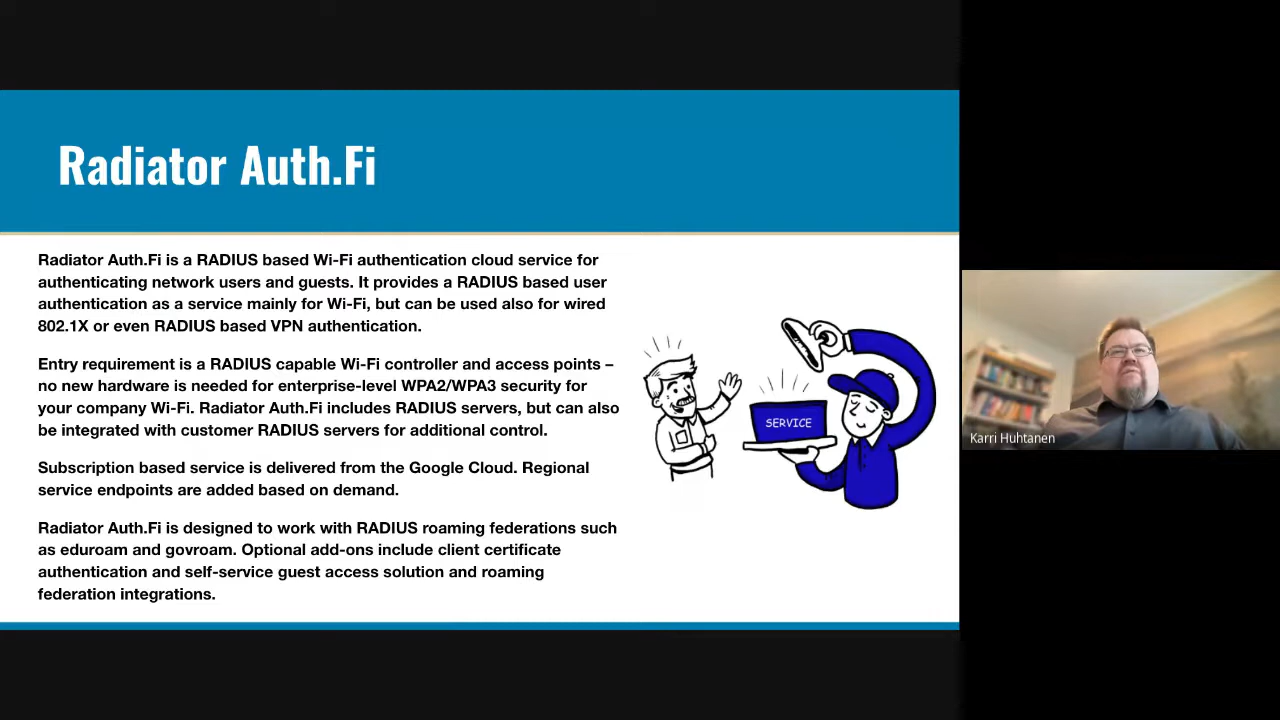 Radiator Auth.Fi
Radiator Auth.Fi is a RADIUS based Wi-Fi authentication cloud service for
authenticating network users and guests. It provides a RADIUS based user
authentication as a service mainly for Wi-Fi, but can be used also for wired
802.1X or even RADIUS based VPN authentication.
Entry requirement is a RADIUS capable Wi-Fi controller and access points –
no new hardware is needed for enterprise-level WPA2/WPA3 security for
your company Wi-Fi. Radiator Auth.Fi includes RADIUS servers, but can also
be integrated with customer RADIUS servers for additional control.
Subscription based service is delivered from the Google Cloud. Regional
service endpoints are added based on demand.
Radiator Auth.Fi is designed to work with RADIUS roaming federations such
as eduroam and govroam. Optional add-ons include client certificate
authentication and self-service guest access solution and roaming
federation integrations.
SERVICE
Karri Huhtanen